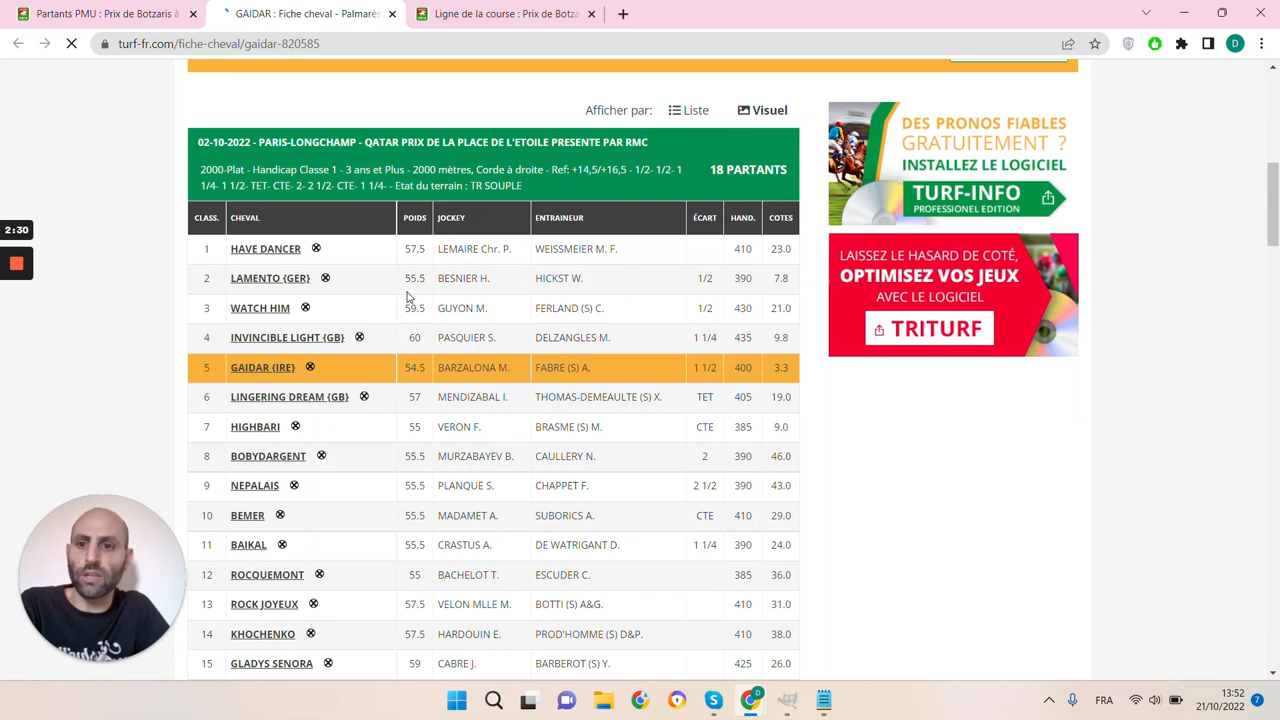 Partants PMU : Prix de Botzaris à
GAIDAR : Fiche cheval - Palmarès
Ligne de la course : Prix de Botza
turf-fr.com/fiche-cheval/gaidar-820585
D
Afficher par: Liste Visuel
02-10-2022 - PARIS-LONGCHAMP - QATAR PRIX DE LA PLACE DE L'ETOILE PRESENTE PAR RMC
2000-Plat - Handicap Classe 1 - 3 ans et Plus - 2000 mètres, Corde à droite - Ref: +14,5/+16,5 - 1/2- 1/2- 1
1/4- 1 1/2- TET- CTE- 2- 2 1/2- CTE- 1 1/4- - Etat du terrain : TR SOUPLE
18 PARTANTS
CLASS. CHEVAL POIDS JOCKEY ENTRAINEUR ÉCART HAND. COTES
1 HAVE DANCER 57.5 LEMAIRE Chr. P. WEISSMEIER M. F. 410 23.0
2 LAMENTO {GER} 55.5 BESNIER H. HICKST W. 1/2 390 7.8
3 WATCH HIM 59.5 GUYON M. FERLAND (S) C. 1/2 430 21.0
4 INVINCIBLE LIGHT {GB} 60 PASQUIER S. DELZANGLES M. 1 1/4 435 9.8
5 GAIDAR {IRE} 54.5 BARZALONA M. FABRE (S) A. 1 1/2 400 3.3
6 LINGERING DREAM {GB} 57 MENDIZABAL I. THOMAS-DEMEAULTE (S) X. TET 405 19.0
7 HIGHBARI 55 VERON F. BRASME (S) M. CTE 385 9.0
8 BOBYDARGENT 55.5 MURZABAYEV B. CAULLERY N. 2 390 46.0
9 NEPALAIS 55.5 PLANQUE S. CHAPPET F. 2 1/2 390 43.0
10 BEMER 55.5 MADAMET A. SUBORICS A. CTE 410 29.0
11 BAIKAL 55.5 CRASTUS A. DE WATRIGANT D. 1 1/4 390 24.0
12 ROCQUEMONT 55 BACHELOT T. ESCUDER C. 385 36.0
13 ROCK JOYEUX 57.5 VELON MLLE M. BOTTI (S) A&G. 410 31.0
14 KHOCHENKO 57.5 HARDOUIN E. PROD'HOMME (S) D&P. 410 38.0
15 GLADYS SENORA 59 CABRE J. BARBEROT (S) Y. 425 26.0
DES PRONOS FIABLES
GRATUITEMENT ?
INSTALLEZ LE LOGICIEL
TURF-INFO
PROFESIONEL EDITION
LAISSEZ LE HASARD DE COTÉ,
OPTIMISEZ VOS JEUX
AVEC LE LOGICIEL
TRITURF
2:30
D
FRA
13:52
21/10/2022
7